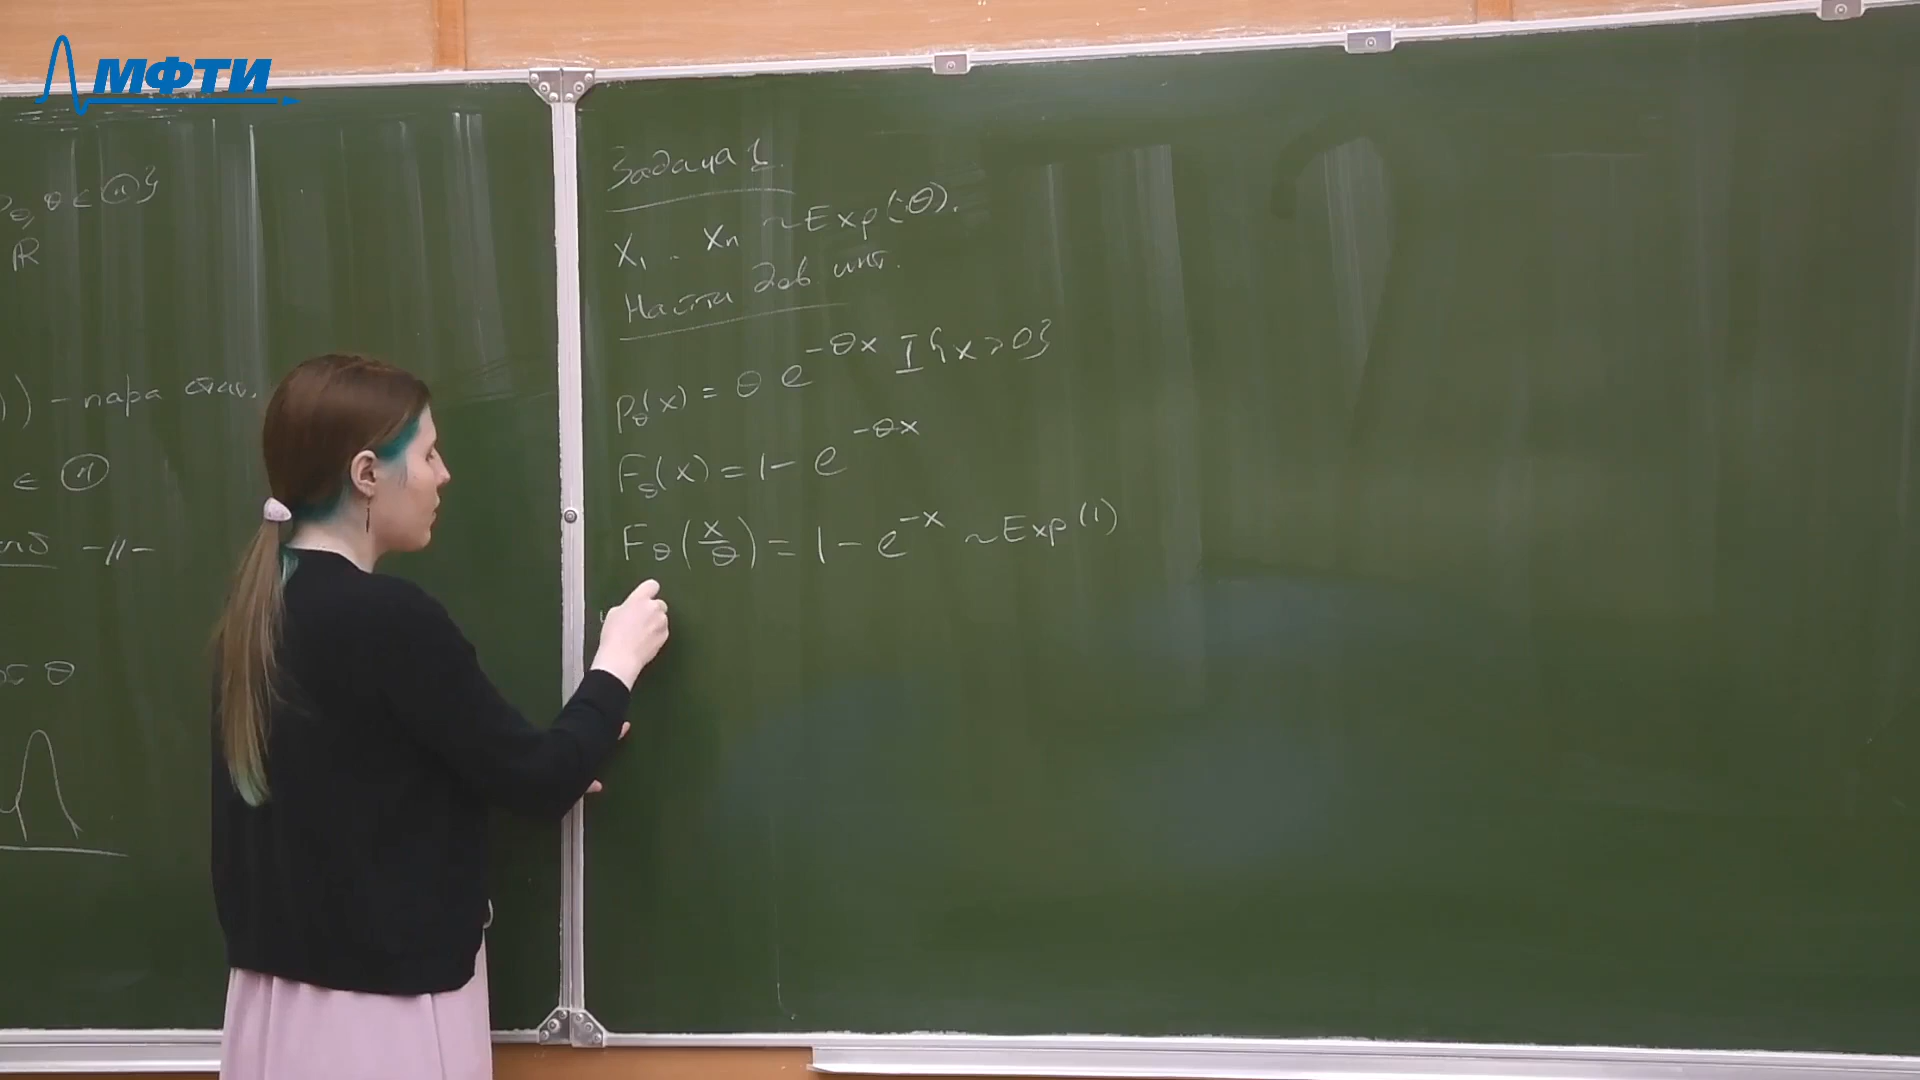 МФТИ
θ ∈ Ⓗ}
ℝ
)) – пара стат.
∈ Ⓗ
–//–
θ
Задача 1.
X₁ .. Xₙ ~ Exp(θ).
Найти дов. инт.
p_θ(x) = θ e^{-θx} I{x>0}
F_θ(x) = 1 - e^{-θx}
F_θ(x/θ) = 1 - e^{-x} ~ Exp(1)